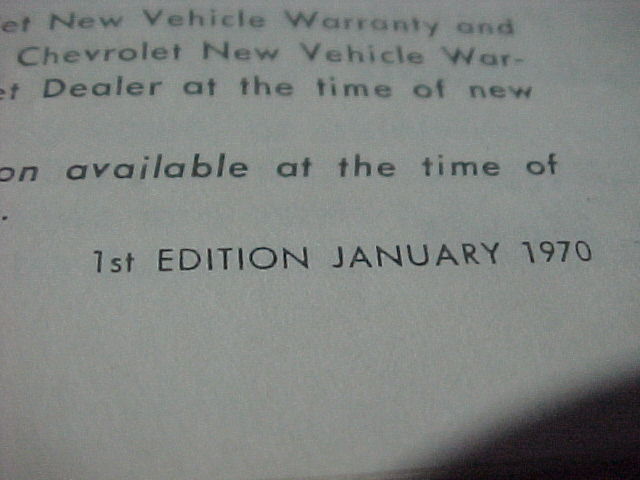 et New Vehicle Warranty and
Chevrolet New Vehicle War-
et Dealer at the time of new
on available at the time of
.
1st EDITION JANUARY 1970